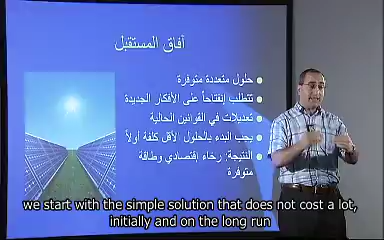 آفاق المستقبل
حلول متعددة متوفرة
تتطلب إنفتاحاً على الأفكار الجديدة
تعديلات في القوانين الحالية
يجب البدء بالحلول الأقل كلفة أولاً
النتيجة: رخاء إقتصادي وطاقة
متوفرة
we start with the simple solution that does not cost a lot,
initially and on the long run